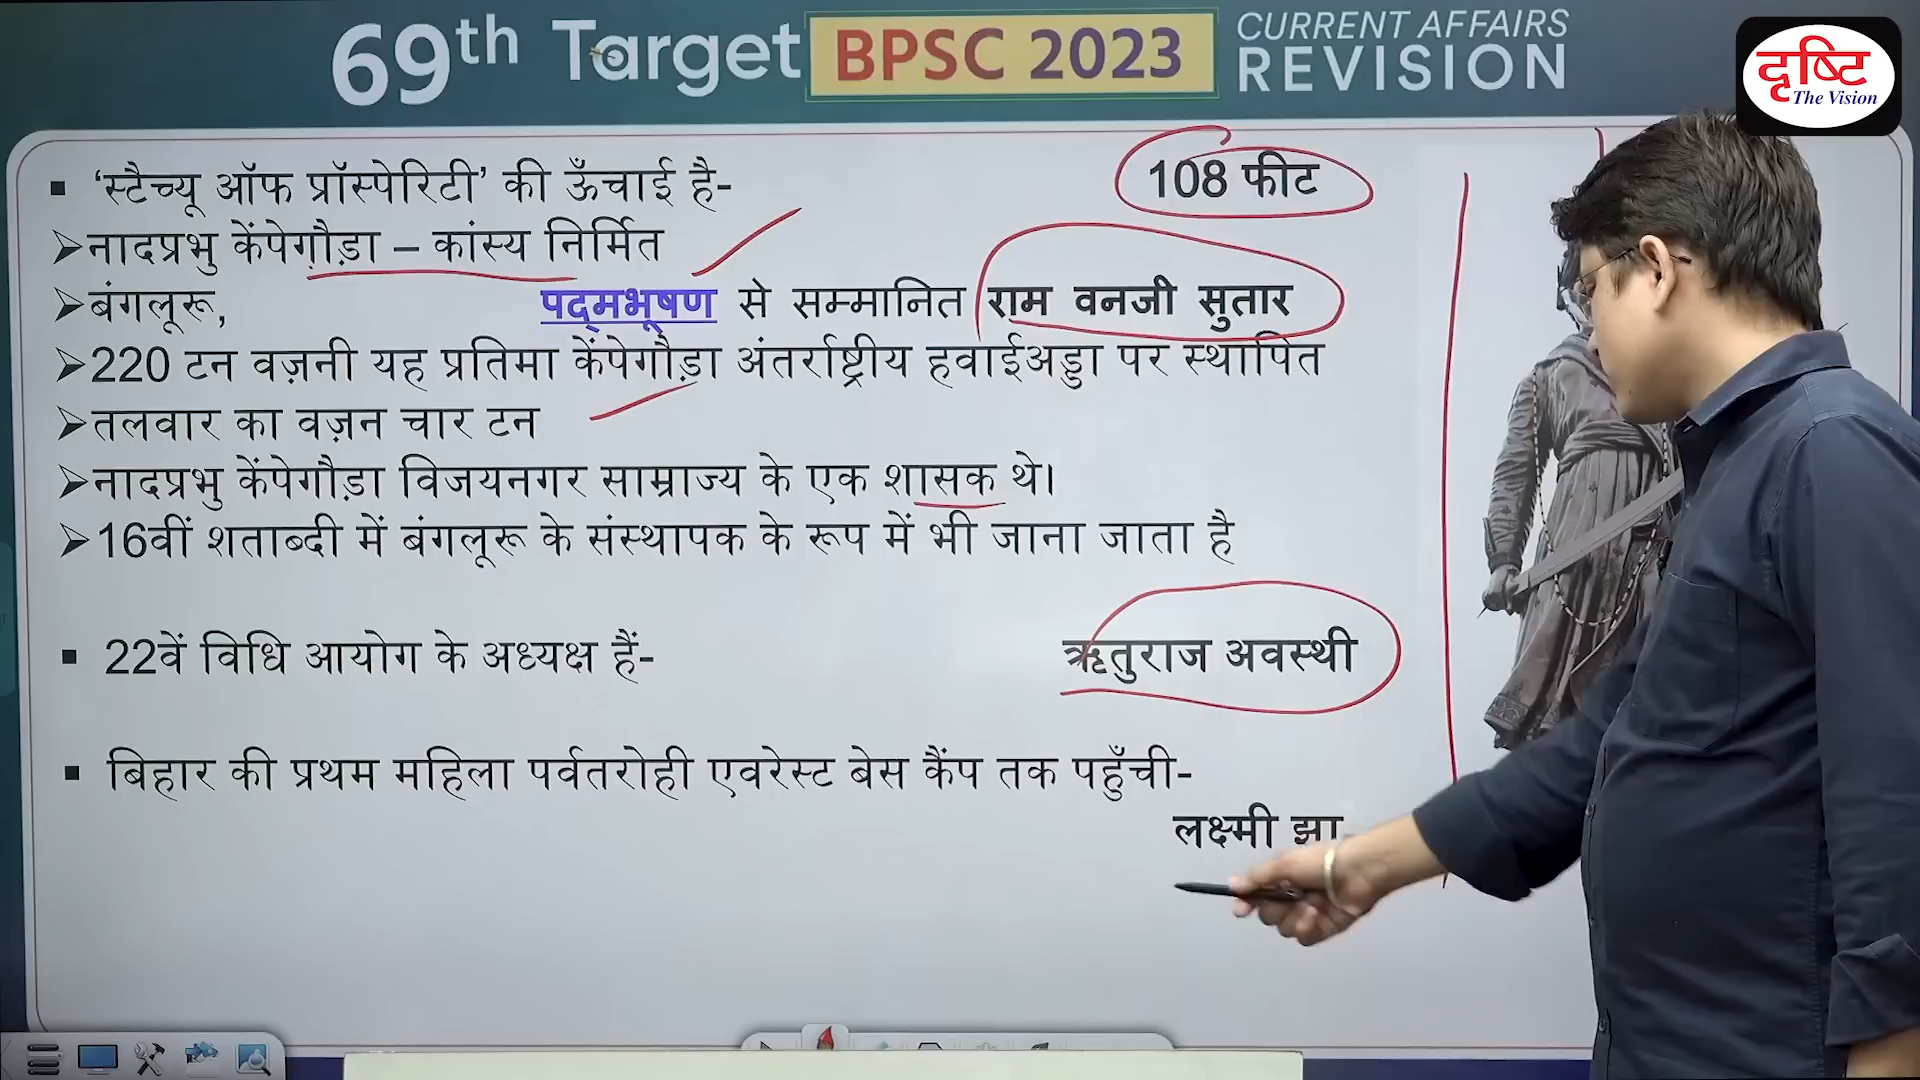 69th Target BPSC 2023 CURRENT AFFAIRS
REVISION
दृष्टि
The Vision
▪ ‘स्टैच्यू ऑफ प्रॉस्पेरिटी’ की ऊँचाई है- 108 फीट
➢नादप्रभु केंपेगौड़ा – कांस्य निर्मित
➢बंगलूरू, पद्मभूषण से सम्मानित राम वनजी सुतार
➢220 टन वज़नी यह प्रतिमा केंपेगौड़ा अंतर्राष्ट्रीय हवाईअड्डा पर स्थापित
➢तलवार का वज़न चार टन
➢नादप्रभु केंपेगौड़ा विजयनगर साम्राज्य के एक शासक थे।
➢16वीं शताब्दी में बंगलूरू के संस्थापक के रूप में भी जाना जाता है
▪ 22वें विधि आयोग के अध्यक्ष हैं- ऋतुराज अवस्थी
▪ बिहार की प्रथम महिला पर्वतरोही एवरेस्ट बेस कैंप तक पहुँची-
लक्ष्मी झा